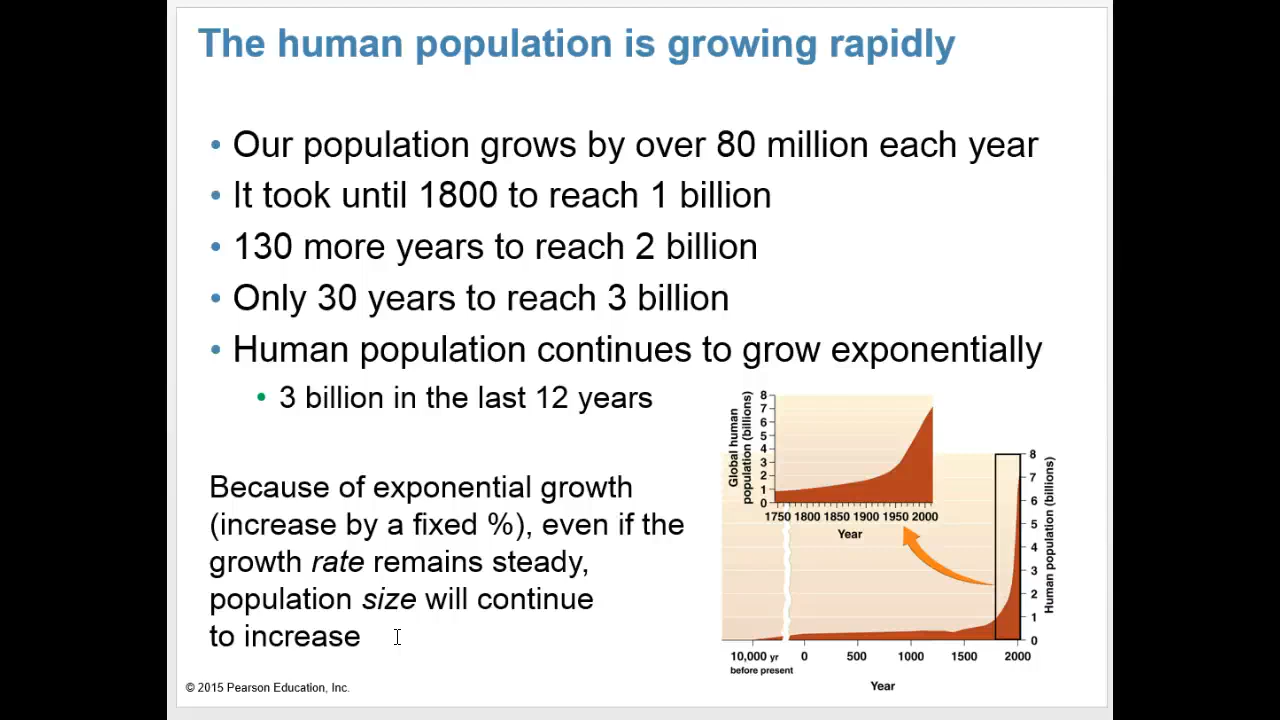 The human population is growing rapidly
• Our population grows by over 80 million each year
• It took until 1800 to reach 1 billion
• 130 more years to reach 2 billion
• Only 30 years to reach 3 billion
• Human population continues to grow exponentially
• 3 billion in the last 12 years
Because of exponential growth
(increase by a fixed %), even if the
growth rate remains steady,
population size will continue
to increase
Global human
population (billions)
8
7
6
5
4
3
2
1
0
1750 1800 1850 1900 1950 2000
Year
8
7
6
5
4
3
2
1
0
Human population (billions)
10,000 yr
before present
0 500 1000 1500 2000
Year
© 2015 Pearson Education, Inc.